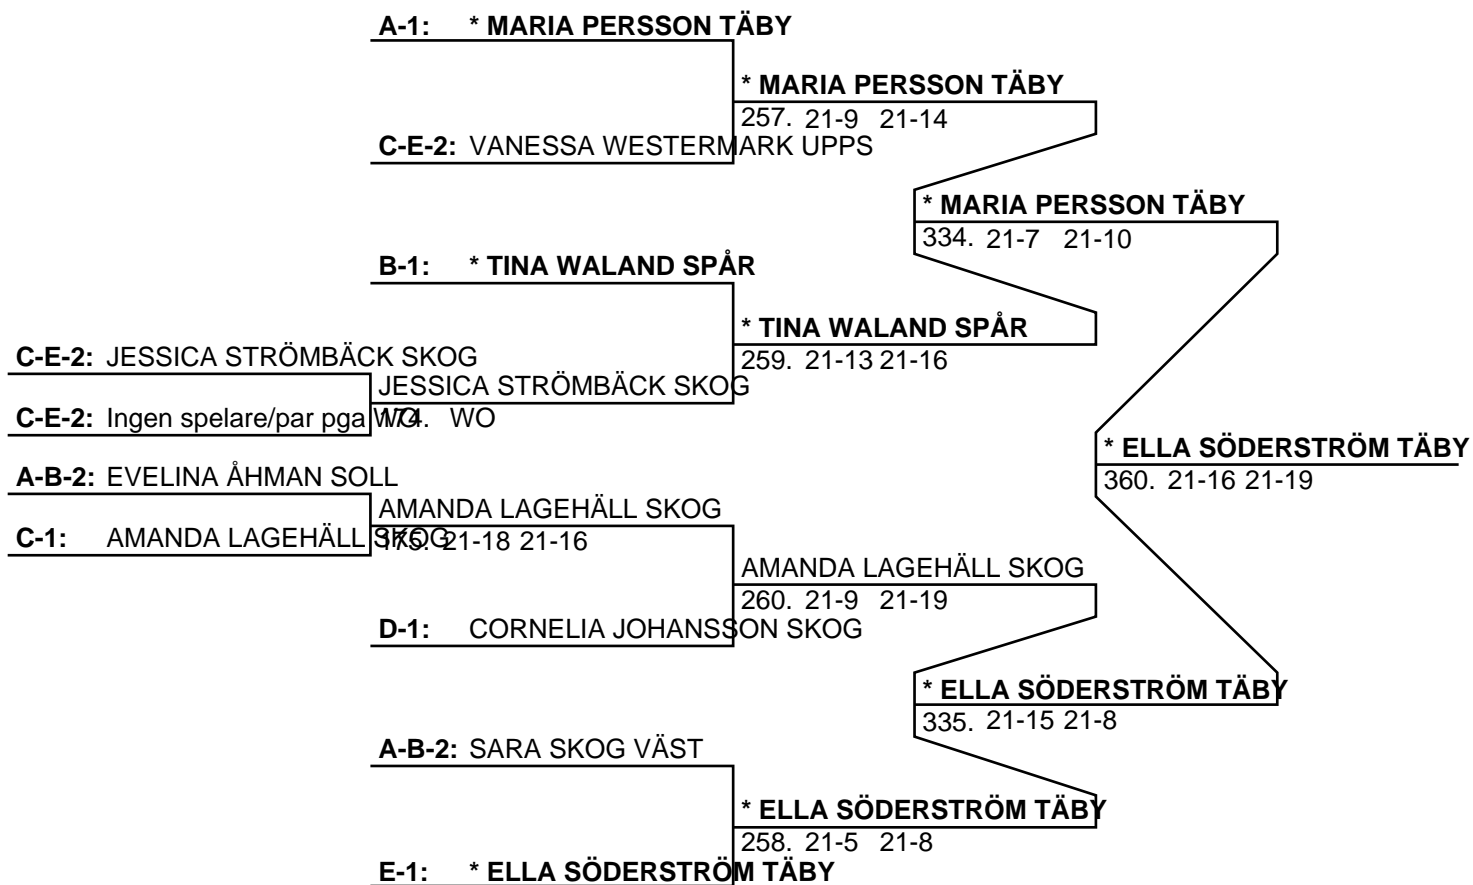 A-1: * MARIA PERSSON TÄBY
* MARIA PERSSON TÄBY
257. 21-9 21-14
C-E-2: VANESSA WESTERMARK UPPS
* MARIA PERSSON TÄBY
334. 21-7 21-10
B-1: * TINA WALAND SPÅR
* TINA WALAND SPÅR
259. 21-13 21-16
C-E-2: JESSICA STRÖMBÄCK SKOG
JESSICA STRÖMBÄCK SKOG
C-E-2: Ingen spelare/par pga WO
174. WO
* ELLA SÖDERSTRÖM TÄBY
360. 21-16 21-19
A-B-2: EVELINA ÅHMAN SOLL
AMANDA LAGEHÄLL SKOG
C-1: AMANDA LAGEHÄLL SKOG
175. 21-18 21-16
AMANDA LAGEHÄLL SKOG
260. 21-9 21-19
D-1: CORNELIA JOHANSSON SKOG
* ELLA SÖDERSTRÖM TÄBY
335. 21-15 21-8
A-B-2: SARA SKOG VÄST
* ELLA SÖDERSTRÖM TÄBY
258. 21-5 21-8
E-1: * ELLA SÖDERSTRÖM TÄBY